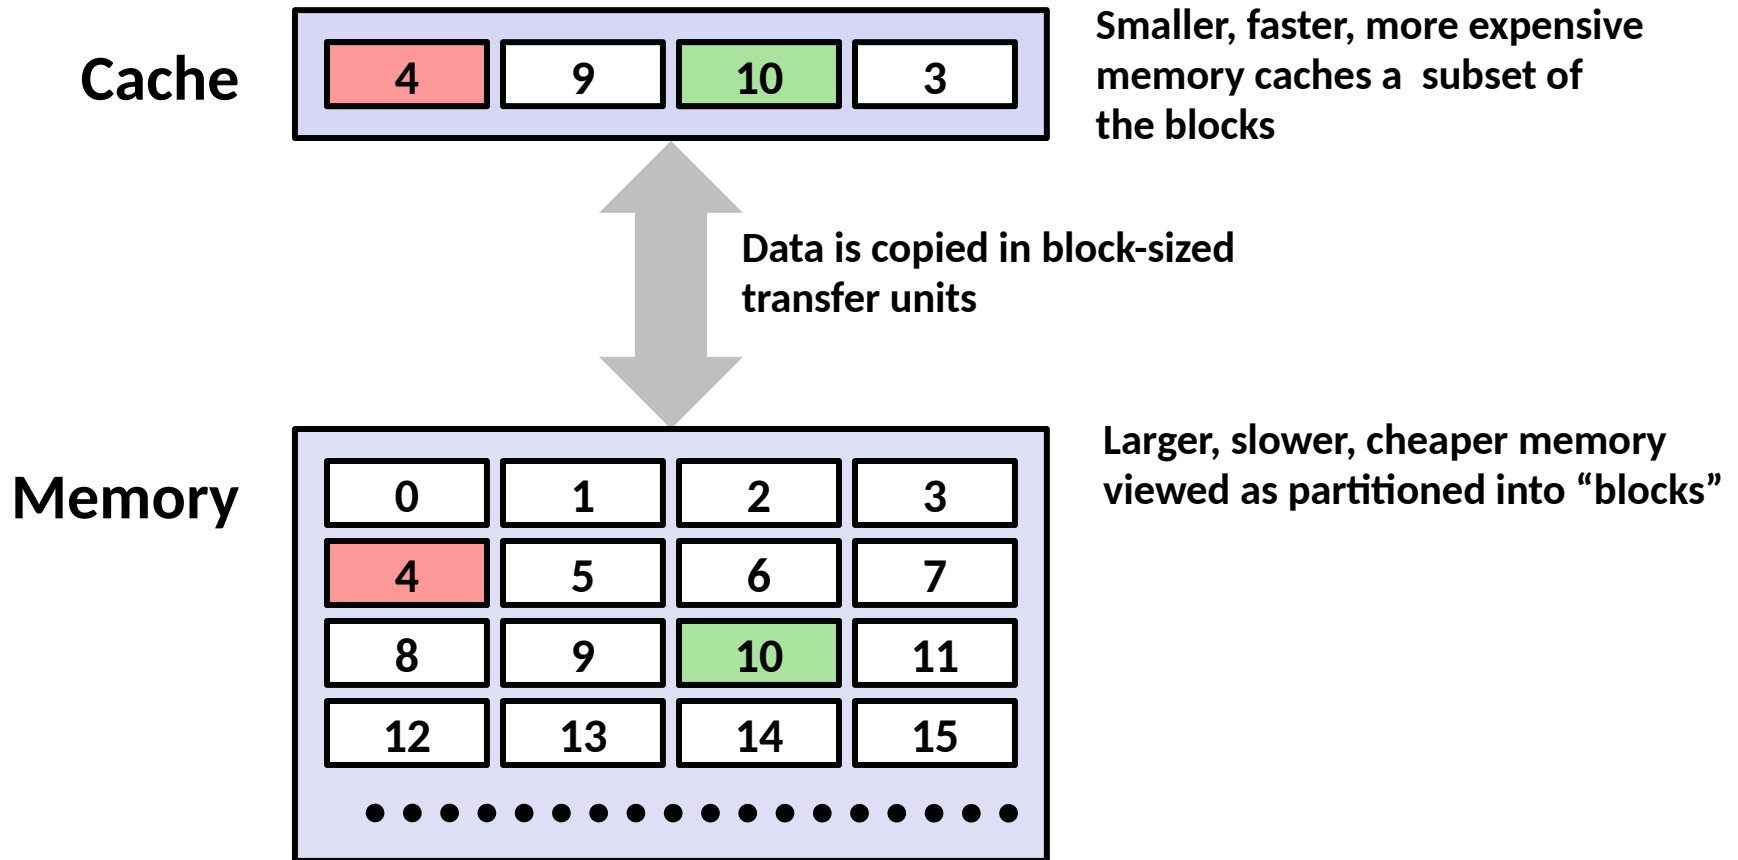 Cache
4 9 10 3
Smaller, faster, more expensive
memory caches a  subset of
the blocks
Data is copied in block-sized
transfer units
Memory
Larger, slower, cheaper memory
viewed as partitioned into “blocks”
0 1 2 3
4 5 6 7
8 9 10 11
12 13 14 15